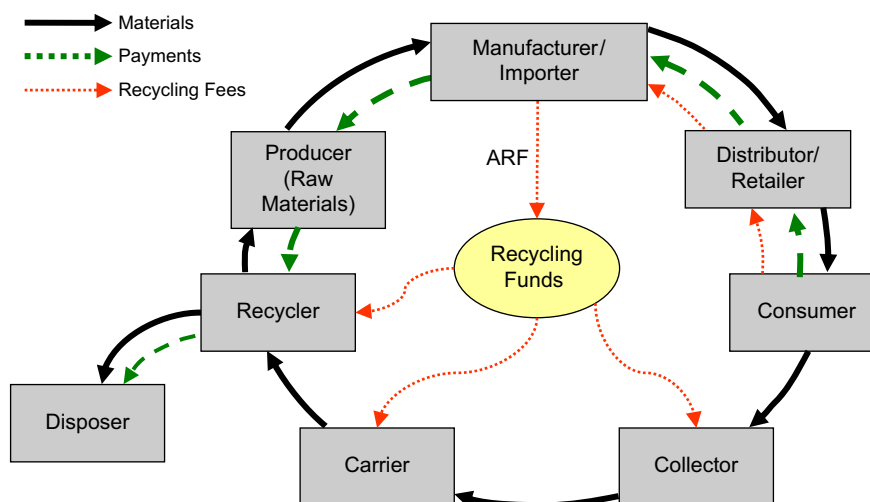 Materials
Payments
Recycling Fees
Manufacturer/
Importer
Producer
(Raw
Materials)
ARF
Distributor/
Retailer
Recycling
Funds
Recycler
Consumer
Disposer
Carrier
Collector